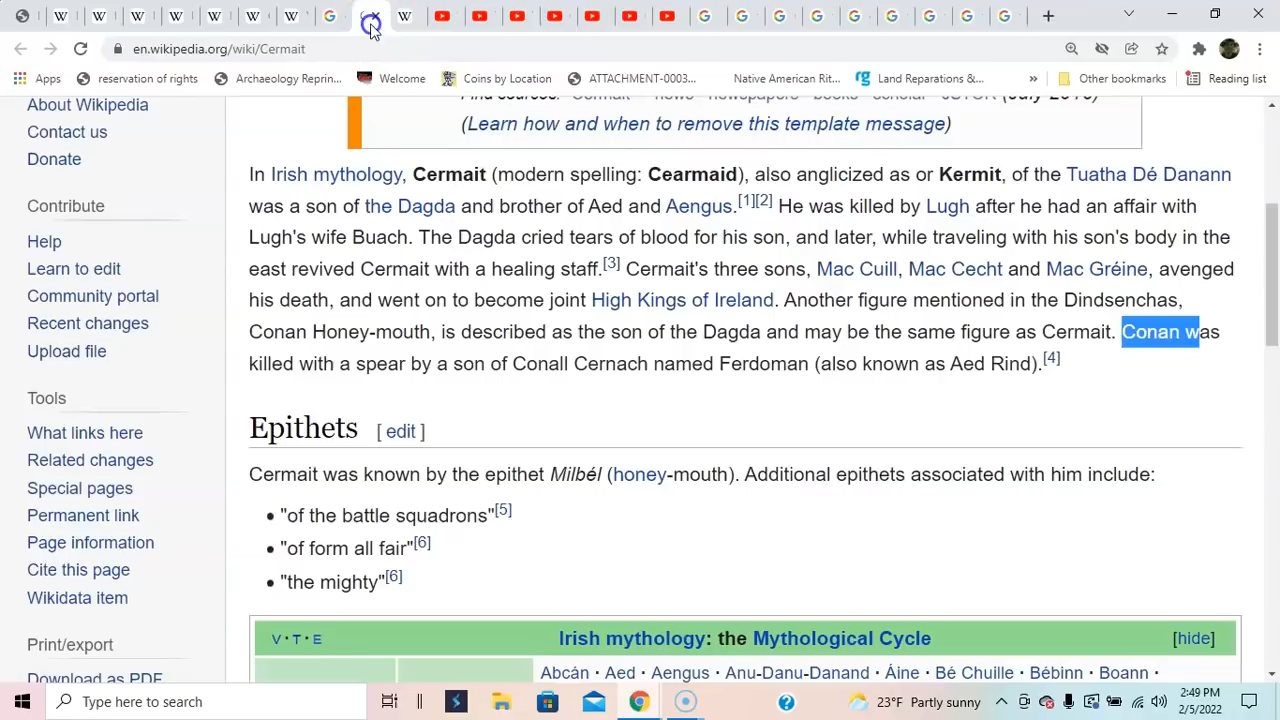 en.wikipedia.org/wiki/Cermait
Apps reservation of rights Archaeology Reprin... Welcome Coins by Location ATTACHMENT-0003... Native American Rit... Land Reparations &... » Other bookmarks Reading list
About Wikipedia
Contact us
Donate
Contribute
Help
Learn to edit
Community portal
Recent changes
Upload file
Tools
What links here
Related changes
Special pages
Permanent link
Page information
Cite this page
Wikidata item
Print/export
Download as PDF
(Learn how and when to remove this template message)
In Irish mythology, Cermait (modern spelling: Cearmaid), also anglicized as or Kermit, of the Tuatha Dé Danann
was a son of the Dagda and brother of Aed and Aengus.[1][2] He was killed by Lugh after he had an affair with
Lugh's wife Buach. The Dagda cried tears of blood for his son, and later, while traveling with his son's body in the
east revived Cermait with a healing staff.[3] Cermait's three sons, Mac Cuill, Mac Cecht and Mac Gréine, avenged
his death, and went on to become joint High Kings of Ireland. Another figure mentioned in the Dindsenchas,
Conan Honey-mouth, is described as the son of the Dagda and may be the same figure as Cermait. Conan was
killed with a spear by a son of Conall Cernach named Ferdoman (also known as Aed Rind).[4]
Epithets [ edit ]
Cermait was known by the epithet Milbél (honey-mouth). Additional epithets associated with him include:
• "of the battle squadrons"[5]
• "of form all fair"[6]
• "the mighty"[6]
V · T · E Irish mythology: the Mythological Cycle [hide]
Abcán · Aed · Aengus · Anu-Danu-Danand · Áine · Bé Chuille · Bébinn · Boann ·
Type here to search
23°F Partly sunny
2:49 PM
2/5/2022